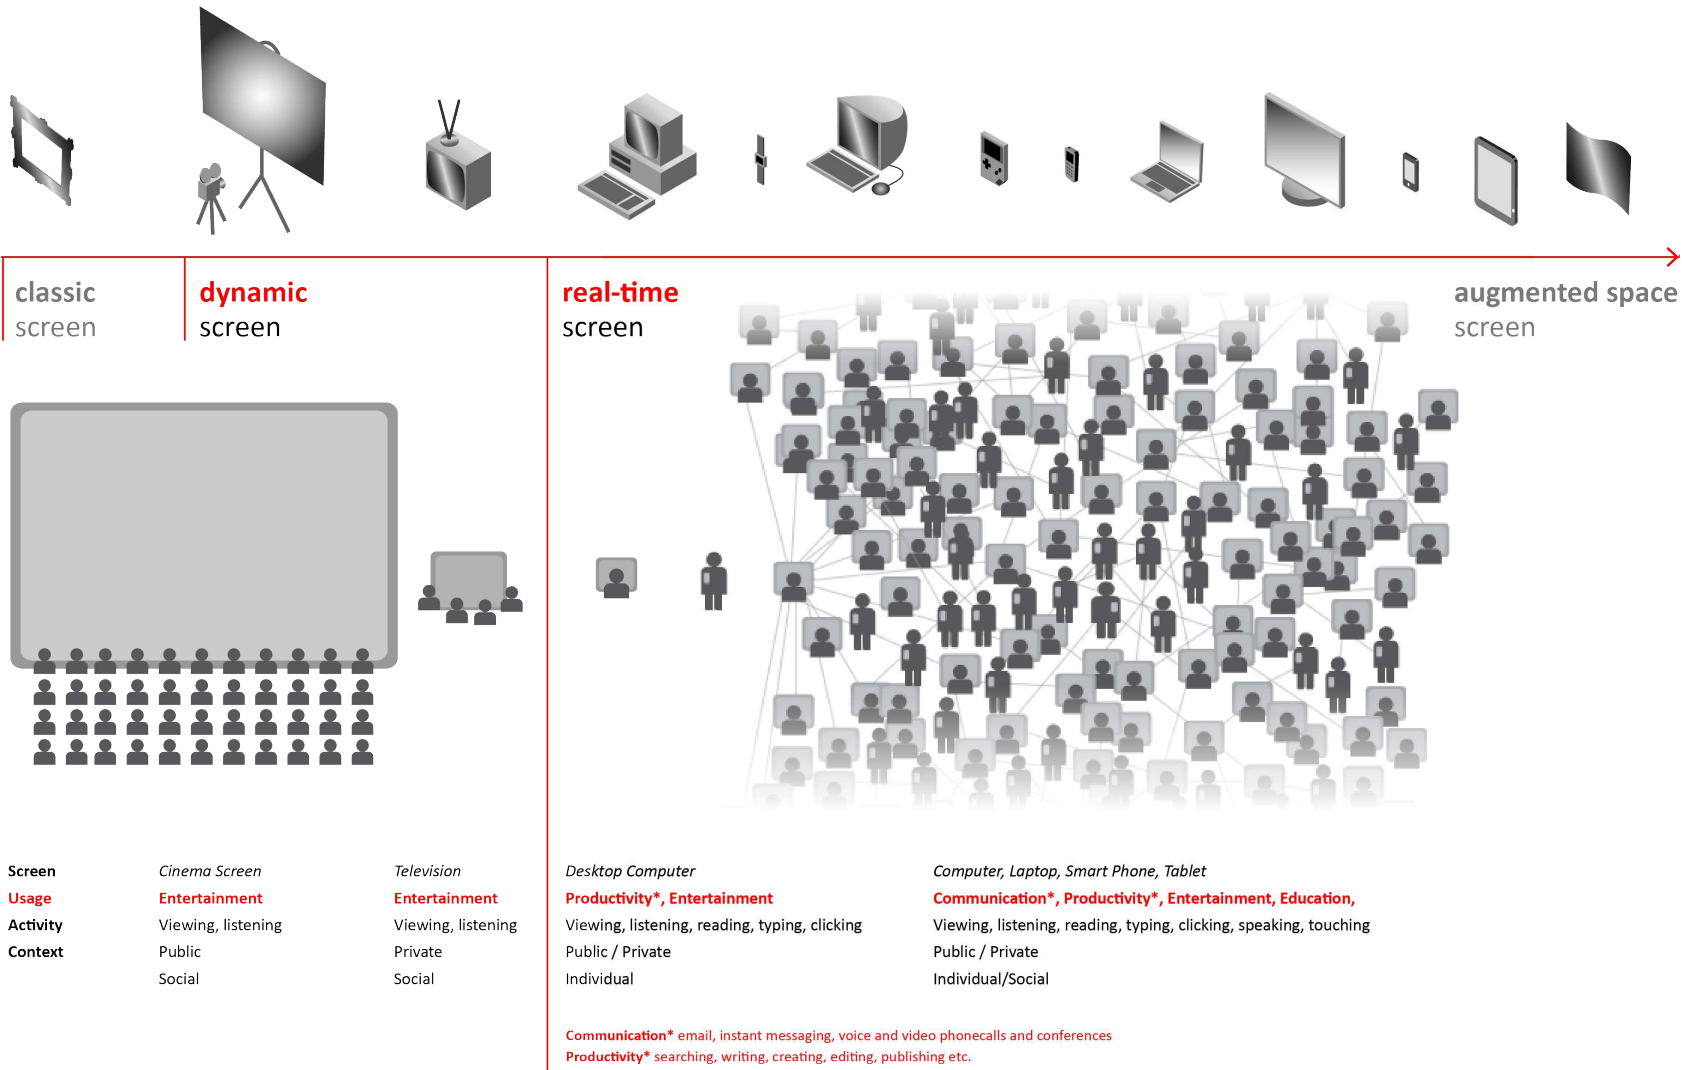 classic
screen
dynamic
screen
real-time
screen
augmented space
screen
Screen Cinema Screen Television Desktop Computer Computer, Laptop, Smart Phone, Tablet
Usage Entertainment Entertainment Productivity*, Entertainment Communication*, Productivity*, Entertainment, Education,
Activity Viewing, listening Viewing, listening Viewing, listening, reading, typing, clicking Viewing, listening, reading, typing, clicking, speaking, touching
Context Public Private Public / Private Public / Private
Social Social Individual Individual/Social
Communication* email, instant messaging, voice and video phonecalls and conferences
Productivity* searching, writing, creating, editing, publishing etc.